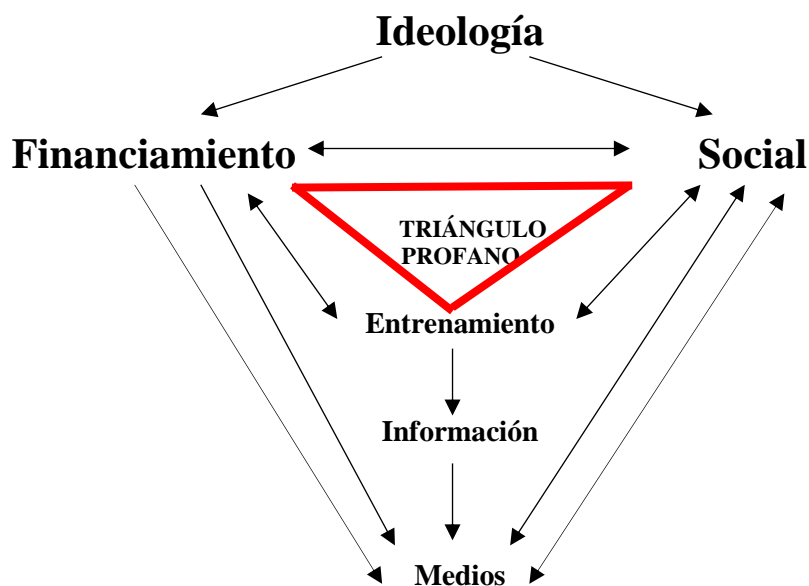 Ideología
Financiamiento
Social
TRIÁNGULO
PROFANO
Entrenamiento
Información
Medios